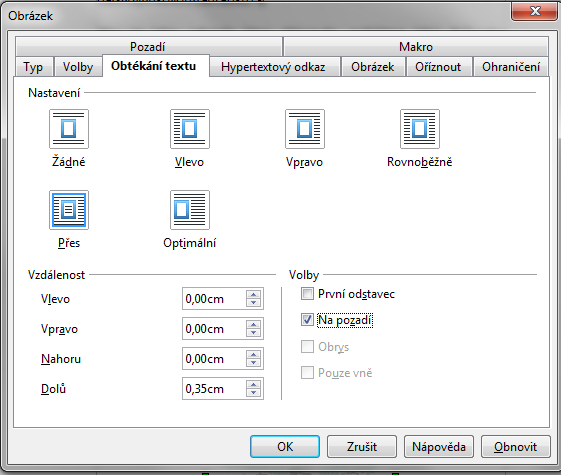 Obrázek
Pozadí Makro
Typ Volby Obtékání textu Hypertextový odkaz Obrázek Oříznout Ohraničení
Nastavení
Žádné Vlevo Vpravo Rovnoběžně
Přes Optimální
Vzdálenost Volby
Vlevo 0,00cm První odstavec
Vpravo 0,00cm Na pozadí
Nahoru 0,00cm Obrys
Dolů 0,35cm Pouze vně
OK Zrušit Nápověda Obnovit